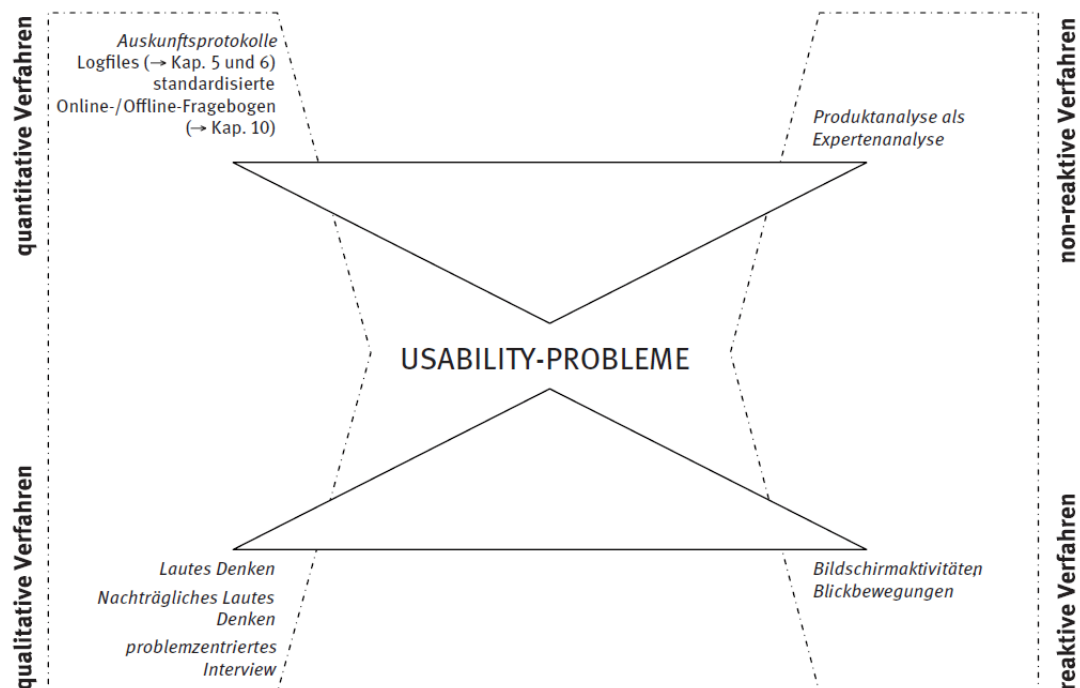 quantitative Verfahren
Auskunftsprotokolle
Logfiles (→ Kap. 5 und 6)
standardisierte
Online-/Offline-Fragebogen
(→ Kap. 10)
Produktanalyse als
Expertenanalyse
non-reaktive Verfahren
USABILITY-PROBLEME
qualitative Verfahren
Lautes Denken
Nachträgliches Lautes
Denken
problemzentriertes
Interview
Bildschirmaktivitäten
Blickbewegungen
reaktive Verfahren